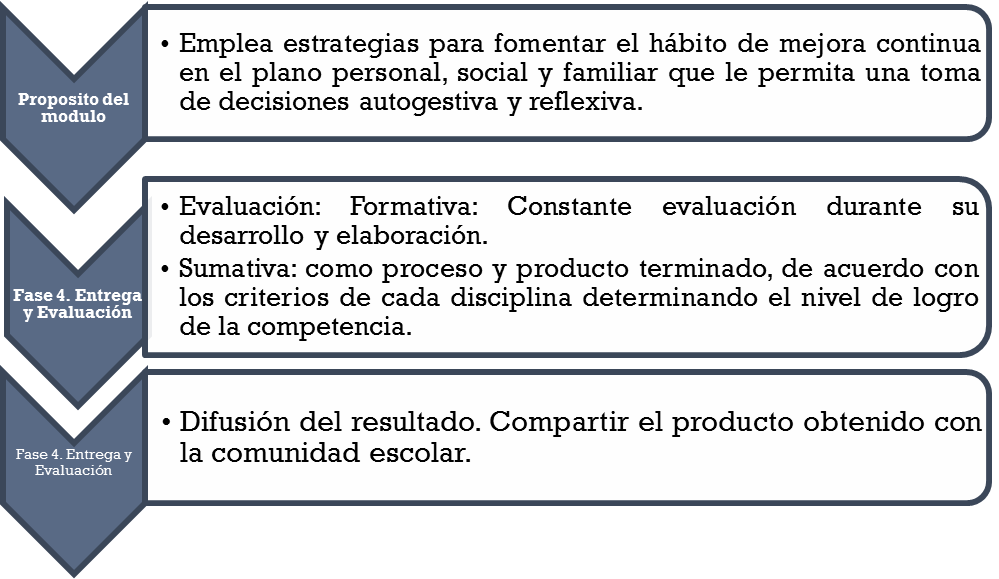 Proposito del
modulo
• Emplea estrategias para fomentar el hábito de mejora continua
en el plano personal, social y familiar que le permita una toma
de decisiones autogestiva y reflexiva.
Fase 4. Entrega
y Evaluación
• Evaluación: Formativa: Constante evaluación durante su
desarrollo y elaboración.
• Sumativa: como proceso y producto terminado, de acuerdo con
los criterios de cada disciplina determinando el nivel de logro
de la competencia.
Fase 4. Entrega y
Evaluación
• Difusión del resultado. Compartir el producto obtenido con
la comunidad escolar.